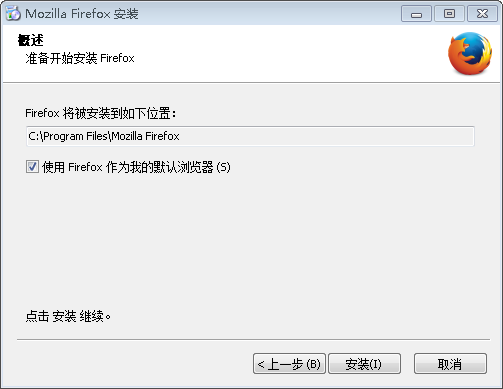 Mozilla Firefox 安装
概述
准备开始安装 Firefox
Firefox 将被安装到如下位置：
C:\Program Files\Mozilla Firefox
使用 Firefox 作为我的默认浏览器 (S)
点击 安装 继续。
< 上一步 (B)
安装(I)
取消